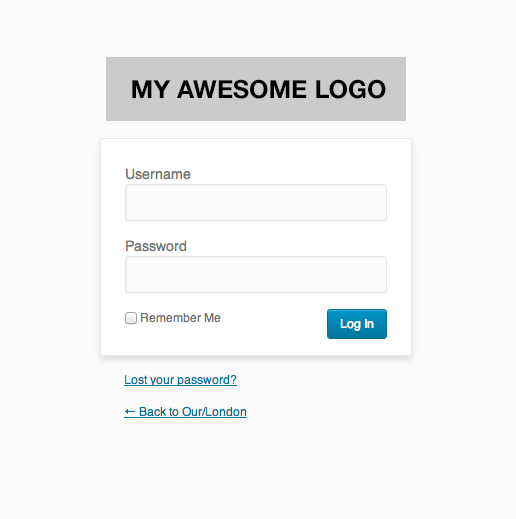 MY AWESOME LOGO
Username
Password
Remember Me
Log In
Lost your password?
← Back to Our/London